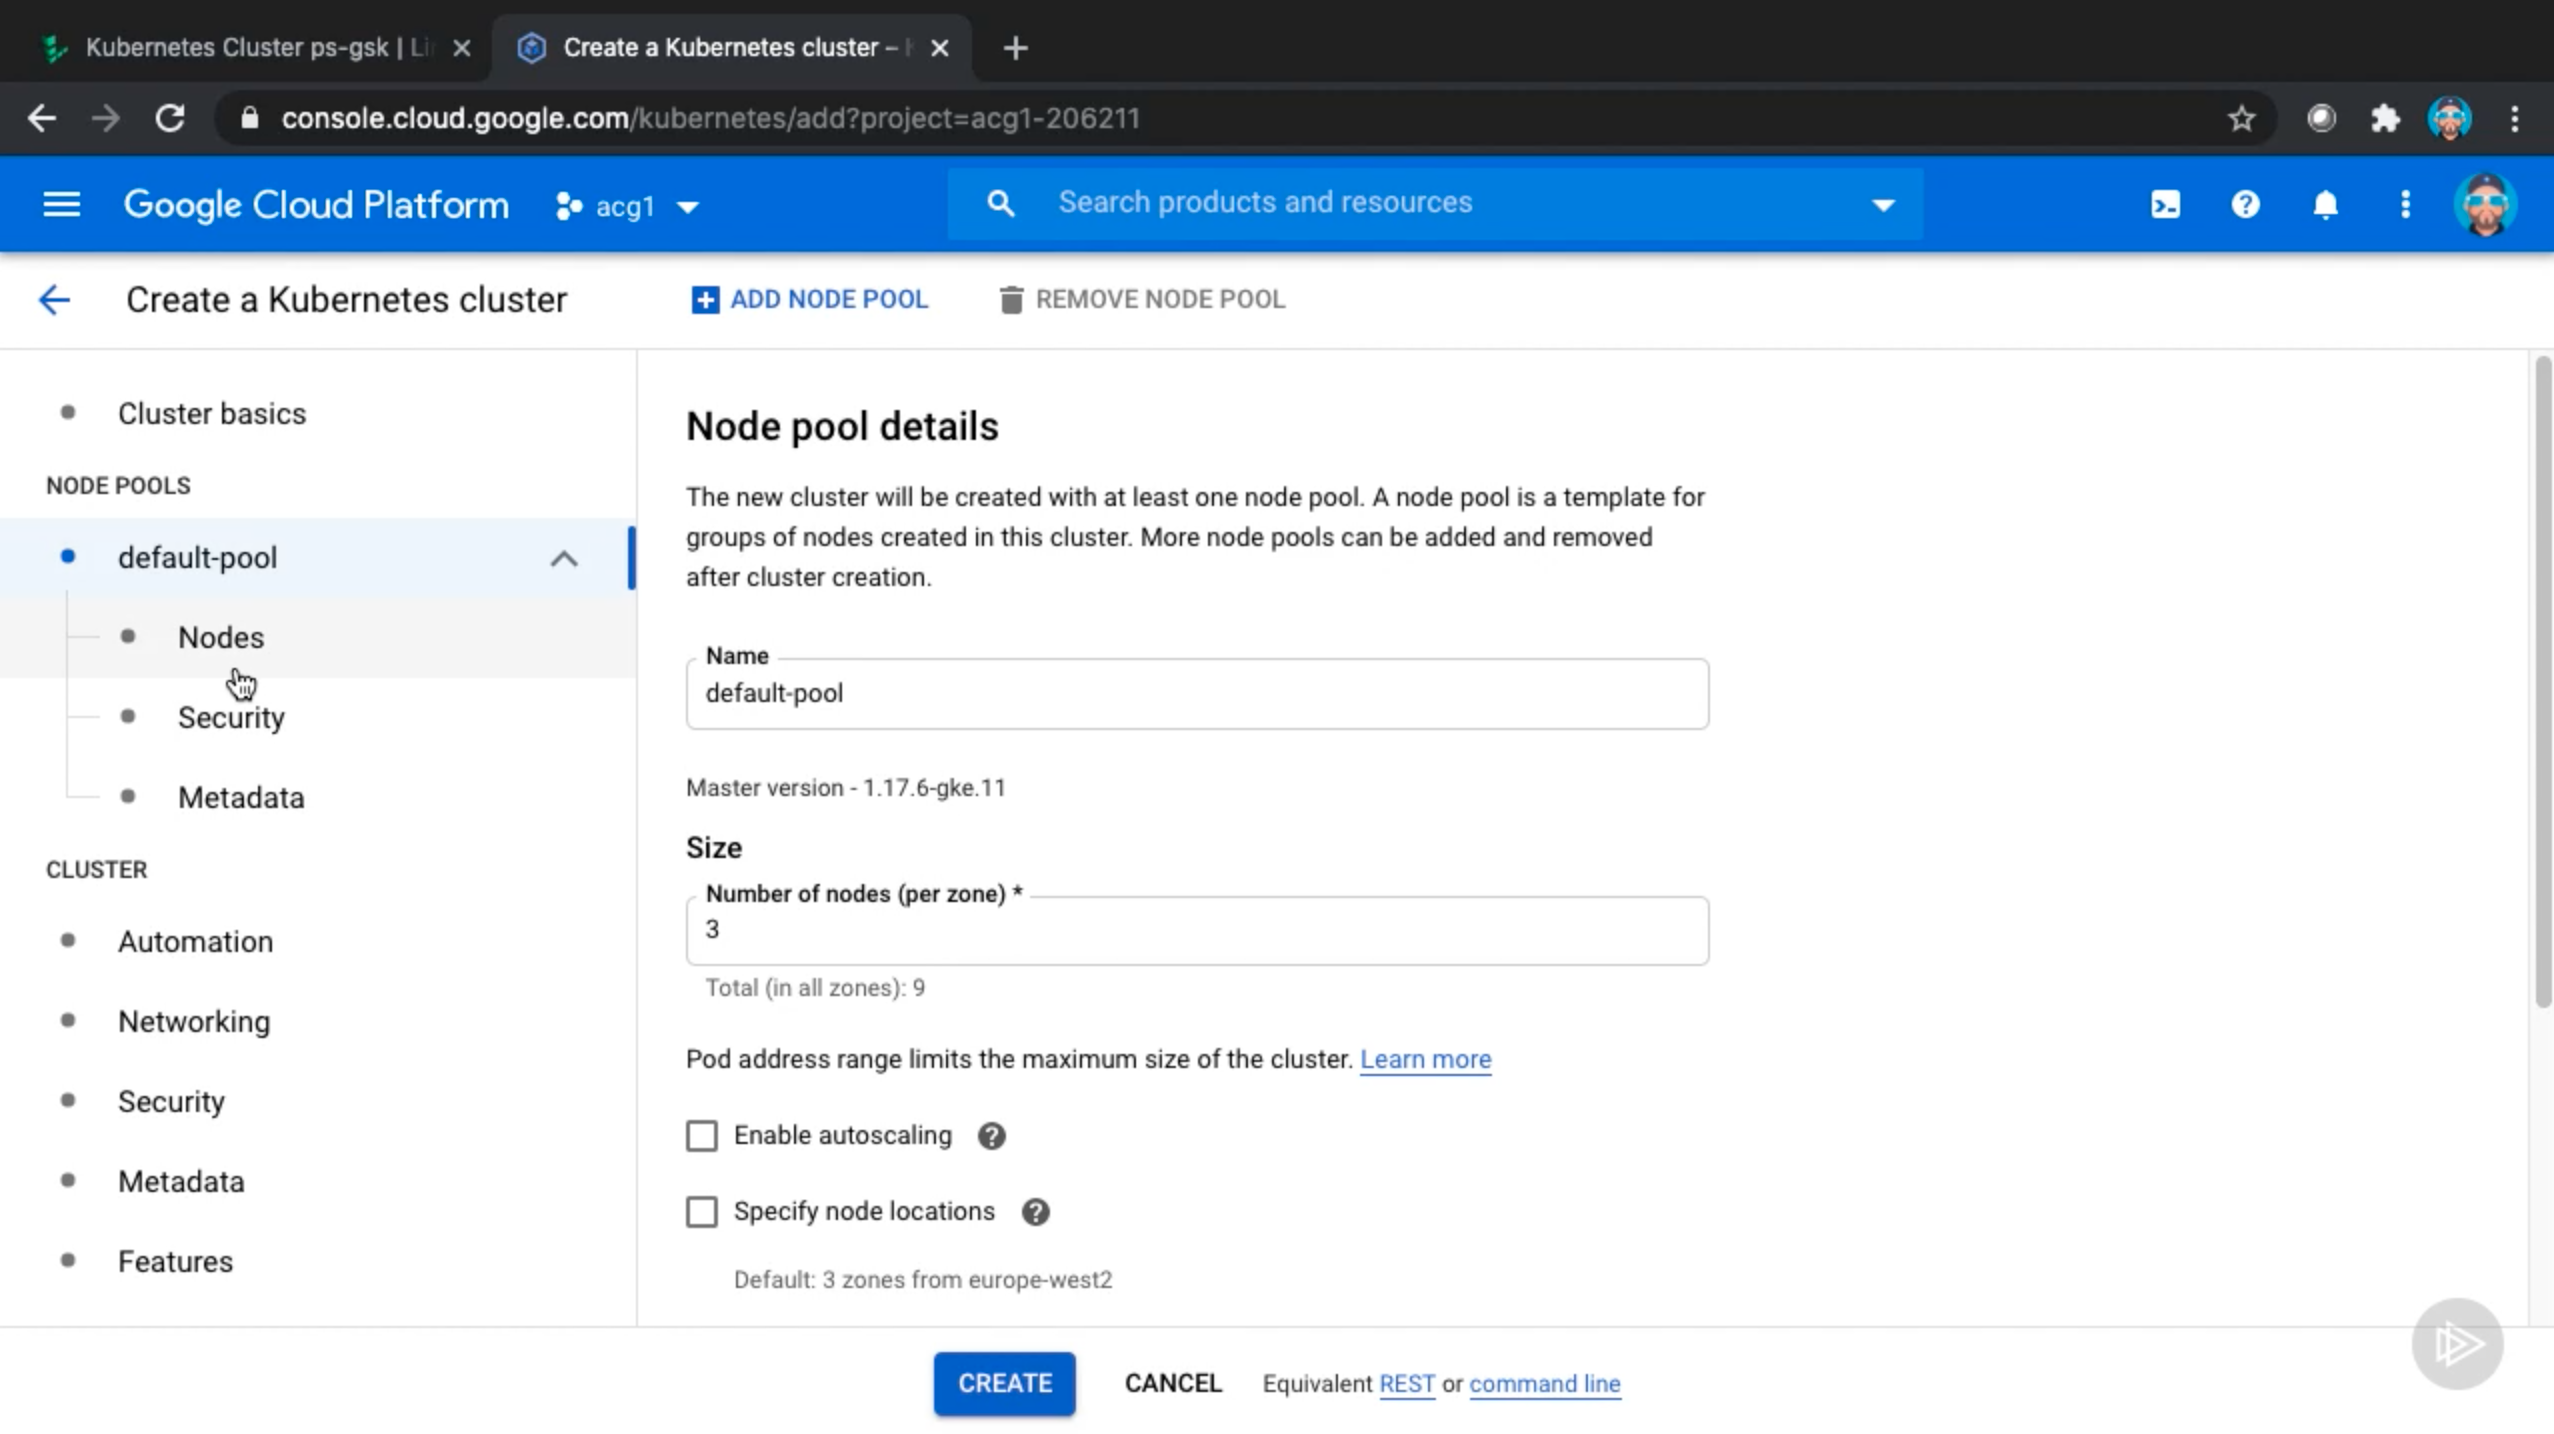 Kubernetes Cluster ps-gsk | Li
Create a Kubernetes cluster –
console.cloud.google.com/kubernetes/add?project=acg1-206211
Google Cloud Platform
acg1
Search products and resources
Create a Kubernetes cluster
ADD NODE POOL
REMOVE NODE POOL
Cluster basics
NODE POOLS
default-pool
Nodes
Security
Metadata
CLUSTER
Automation
Networking
Security
Metadata
Features
Node pool details
The new cluster will be created with at least one node pool. A node pool is a template for
groups of nodes created in this cluster. More node pools can be added and removed
after cluster creation.
Name
default-pool
Master version - 1.17.6-gke.11
Size
Number of nodes (per zone) *
3
Total (in all zones): 9
Pod address range limits the maximum size of the cluster. Learn more
Enable autoscaling
Specify node locations
Default: 3 zones from europe-west2
CREATE
CANCEL
Equivalent REST or command line